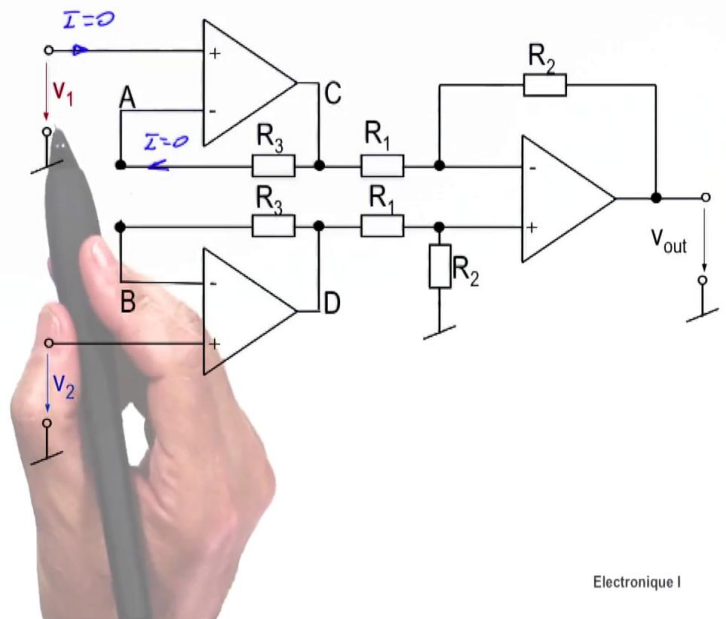 I=0
+
V1
A
-
C
I=0
R3
R1
R2
-
R3
R1
+
B
-
D
R2
Vout
+
V2
Electronique I